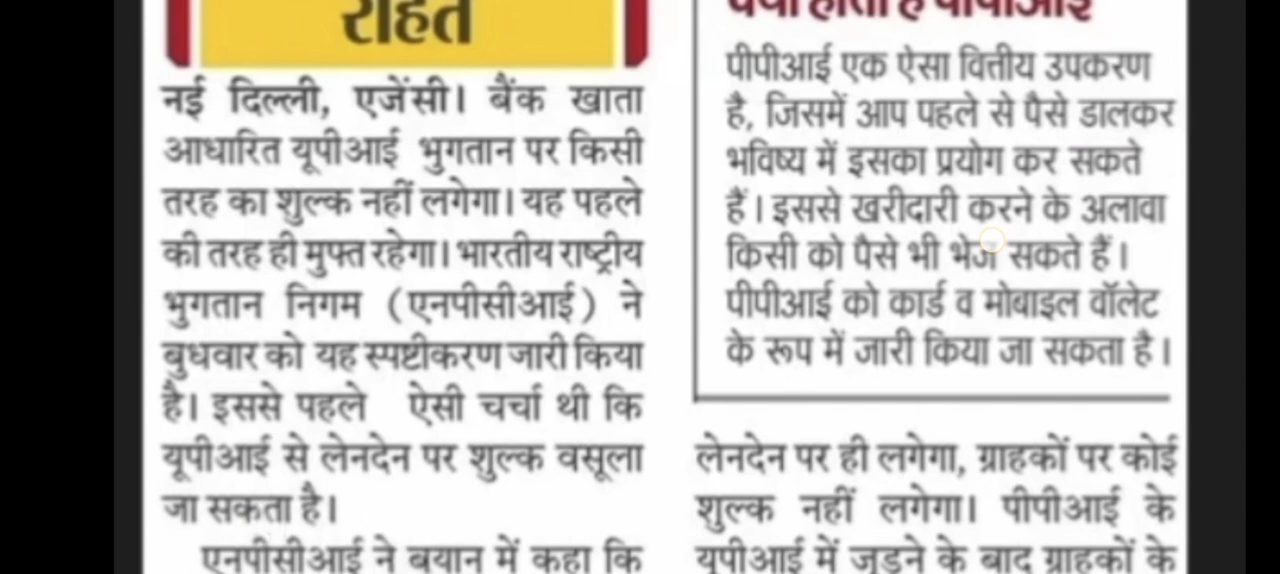 राहत
नई दिल्ली, एजेंसी। बैंक खाता
आधारित यूपीआई भुगतान पर किसी
तरह का शुल्क नहीं लगेगा। यह पहले
की तरह ही मुफ्त रहेगा। भारतीय राष्ट्रीय
भुगतान निगम (एनपीसीआई) ने
बुधवार को यह स्पष्टीकरण जारी किया
है। इससे पहले ऐसी चर्चा थी कि
यूपीआई से लेनदेन पर शुल्क वसूला
जा सकता है।
एनपीसीआई ने बयान में कहा कि
क्या होता है पीपीआई
पीपीआई एक ऐसा वित्तीय उपकरण
है, जिसमें आप पहले से पैसे डालकर
भविष्य में इसका प्रयोग कर सकते
हैं। इससे खरीदारी करने के अलावा
किसी को पैसे भी भेज सकते हैं।
पीपीआई को कार्ड व मोबाइल वॉलेट
के रूप में जारी किया जा सकता है।
लेनदेन पर ही लगेगा, ग्राहकों पर कोई
शुल्क नहीं लगेगा। पीपीआई के
यूपीआई में जुड़ने के बाद ग्राहकों के